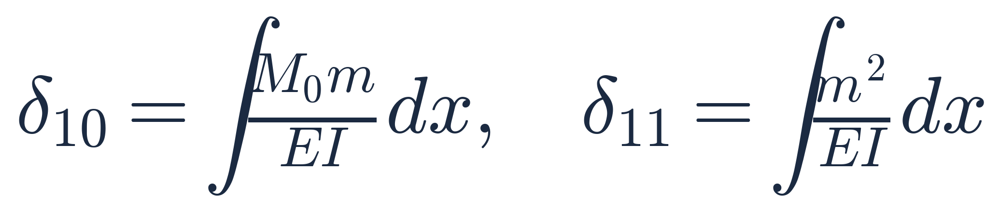 δ₁₀ = ∫ M₀m/EI dx, δ₁₁ = ∫ m²/EI dx